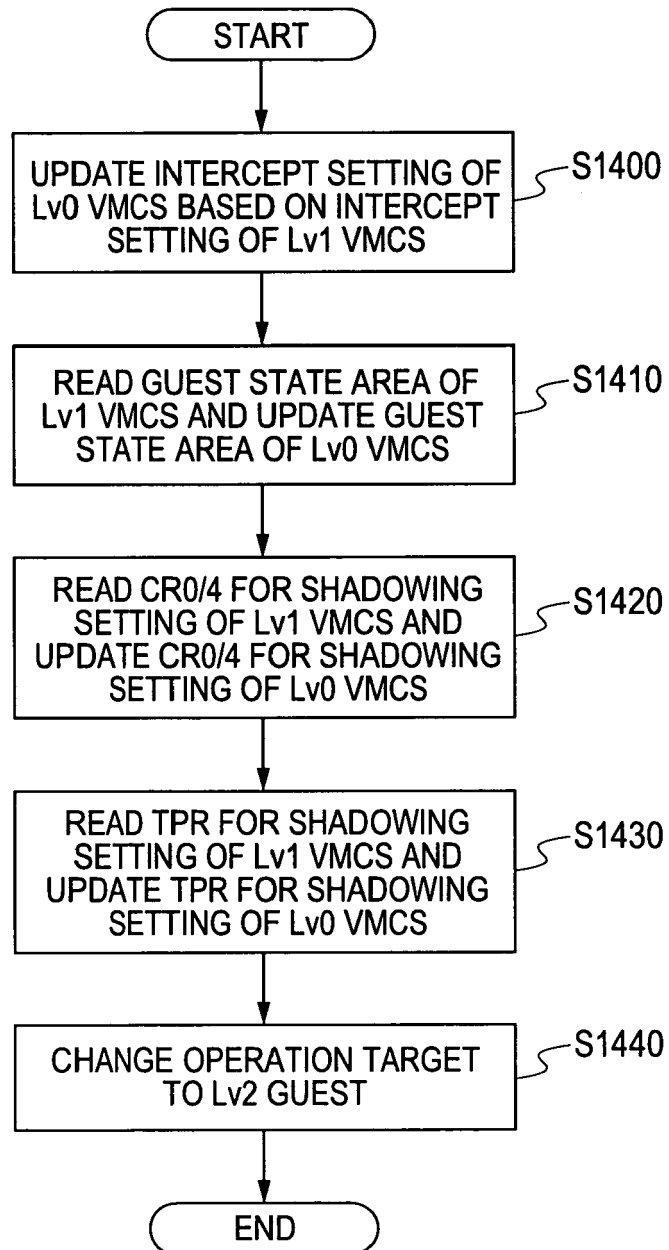 START
UPDATE INTERCEPT SETTING OF
Lv0 VMCS BASED ON INTERCEPT
SETTING OF Lv1 VMCS
S1400
READ GUEST STATE AREA OF
Lv1 VMCS AND UPDATE GUEST
STATE AREA OF Lv0 VMCS
S1410
READ CR0/4 FOR SHADOWING
SETTING OF Lv1 VMCS AND
UPDATE CR0/4 FOR SHADOWING
SETTING OF Lv0 VMCS
S1420
READ TPR FOR SHADOWING
SETTING OF Lv1 VMCS AND
UPDATE TPR FOR SHADOWING
SETTING OF Lv0 VMCS
S1430
CHANGE OPERATION TARGET
TO Lv2 GUEST
S1440
END